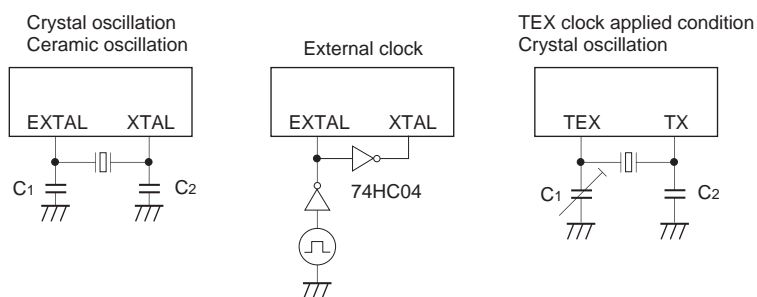 Crystal oscillation
Ceramic oscillation
EXTAL XTAL
C1 C2
External clock
EXTAL XTAL
74HC04
TEX clock applied condition
Crystal oscillation
TEX TX
C1 C2